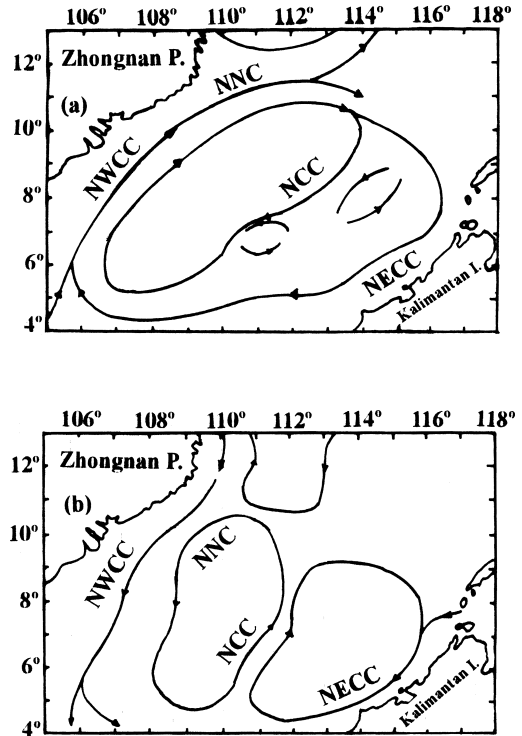 106° 108° 110° 112° 114° 116° 118°
12°
10°
8°
6°
4°
Zhongnan P.
(a)
NNC
NWCC
NCC
NECC
Kalimantan I.
106° 108° 110° 112° 114° 116° 118°
12°
10°
8°
6°
4°
Zhongnan P.
(b)
NNC
NWCC
NCC
NECC
Kalimantan I.